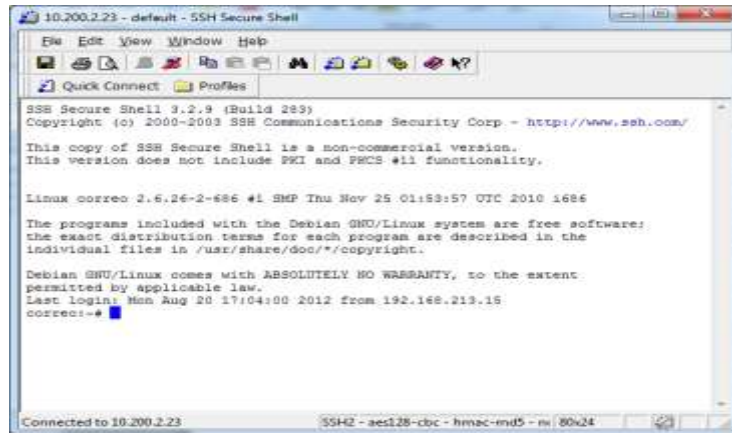 10.200.2.23 - default - SSH Secure Shell
File Edit View Window Help
Quick Connect Profiles
SSH Secure Shell 3.2.9 (Build 283)
Copyright (c) 2000-2003 SSH Communications Security Corp - http://www.ssh.com/
This copy of SSH Secure Shell is a non-commercial version.
This version does not include PKI and PKCS #11 functionality.
Linux correo 2.6.26-2-686 #1 SMP Thu Nov 25 01:53:57 UTC 2010 i686
The programs included with the Debian GNU/Linux system are free software;
the exact distribution terms for each program are described in the
individual files in /usr/share/doc/*/copyright.
Debian GNU/Linux comes with ABSOLUTELY NO WARRANTY, to the extent
permitted by applicable law.
Last login: Mon Aug 20 17:04:00 2012 from 192.168.213.15
correo:~#
Connected to 10.200.2.23 SSH2 - aes128-cbc - hmac-md5 - 80x24